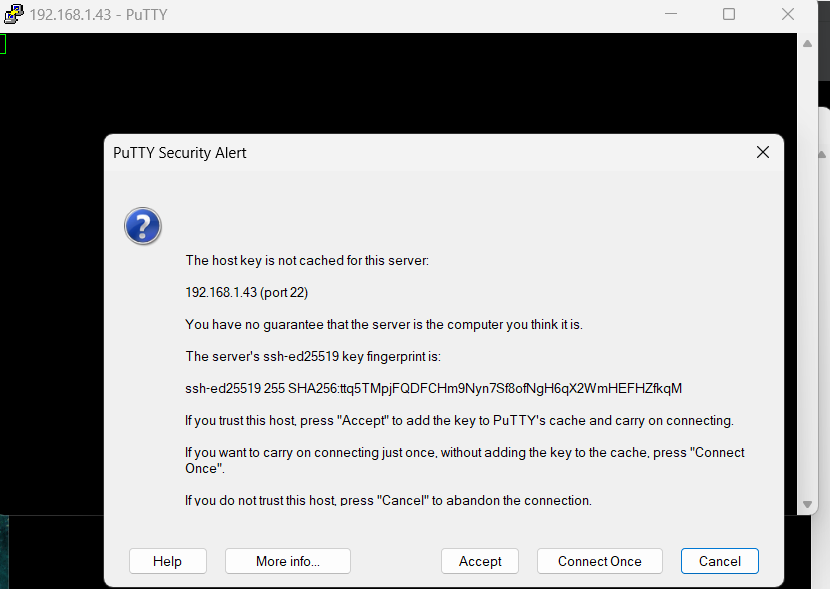 192.168.1.43 - PuTTY
PuTTY Security Alert
The host key is not cached for this server:
192.168.1.43 (port 22)
You have no guarantee that the server is the computer you think it is.
The server's ssh-ed25519 key fingerprint is:
ssh-ed25519 255 SHA256:ttq5TMpjFQDFCHm9Nyn7Sf8ofNgH6qX2WmHEFHZfkqM
If you trust this host, press "Accept" to add the key to PuTTY's cache and carry on connecting.
If you want to carry on connecting just once, without adding the key to the cache, press "Connect
Once".
If you do not trust this host, press "Cancel" to abandon the connection.
Help More info... Accept Connect Once Cancel